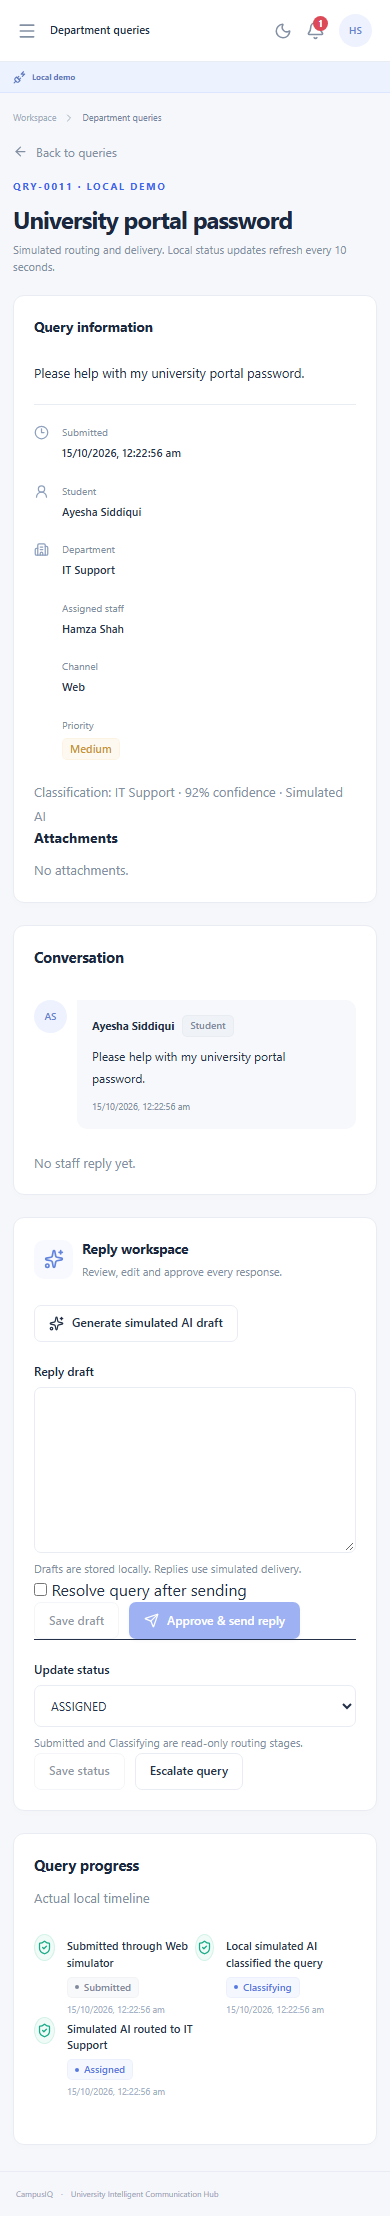 Department queries
1
HS
Local demo
Workspace > Department queries
Back to queries
QRY-0011 · LOCAL DEMO
University portal password
Simulated routing and delivery. Local status updates refresh every 10
seconds.
Query information
Please help with my university portal password.
Submitted
15/10/2026, 12:22:56 am
Student
Ayesha Siddiqui
Department
IT Support
Assigned staff
Hamza Shah
Channel
Web
Priority
Medium
Classification: IT Support · 92% confidence · Simulated
AI
Attachments
No attachments.
Conversation
AS
Ayesha Siddiqui Student
Please help with my university portal
password.
15/10/2026, 12:22:56 am
No staff reply yet.
Reply workspace
Review, edit and approve every response.
Generate simulated AI draft
Reply draft
Drafts are stored locally. Replies use simulated delivery.
Resolve query after sending
Save draft Approve & send reply
Update status
ASSIGNED
Submitted and Classifying are read-only routing stages.
Save status Escalate query
Query progress
Actual local timeline
Submitted through Web
simulator
Submitted
15/10/2026, 12:22:56 am
Local simulated AI
classified the query
Classifying
15/10/2026, 12:22:56 am
Simulated AI routed to IT
Support
Assigned
15/10/2026, 12:22:56 am
CampusIQ · University Intelligent Communication Hub